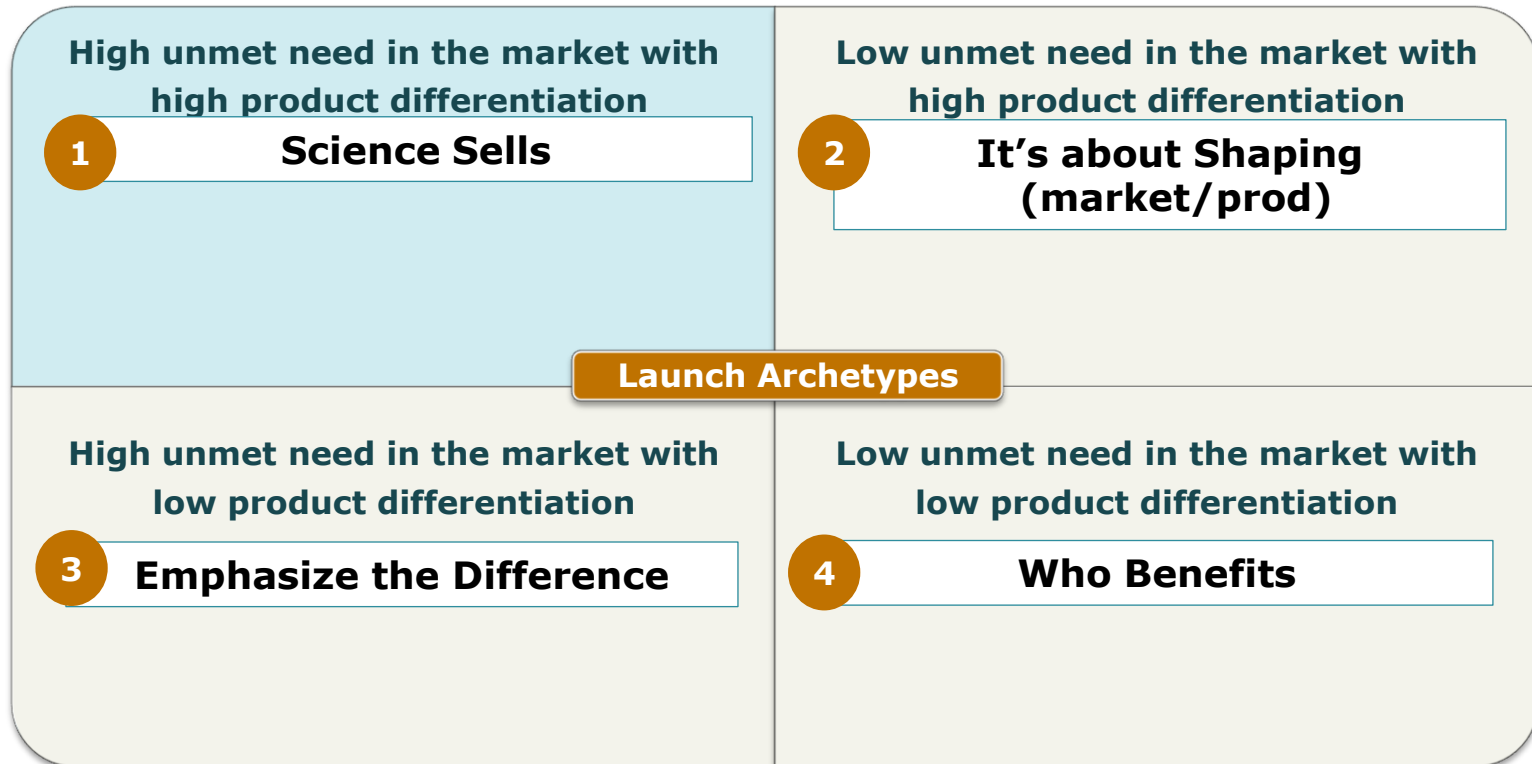 High unmet need in the market with
high product differentiation
1
Science Sells
Low unmet need in the market with
high product differentiation
2
It’s about Shaping
(market/prod)
Launch Archetypes
High unmet need in the market with
low product differentiation
3
Emphasize the Difference
Low unmet need in the market with
low product differentiation
4
Who Benefits